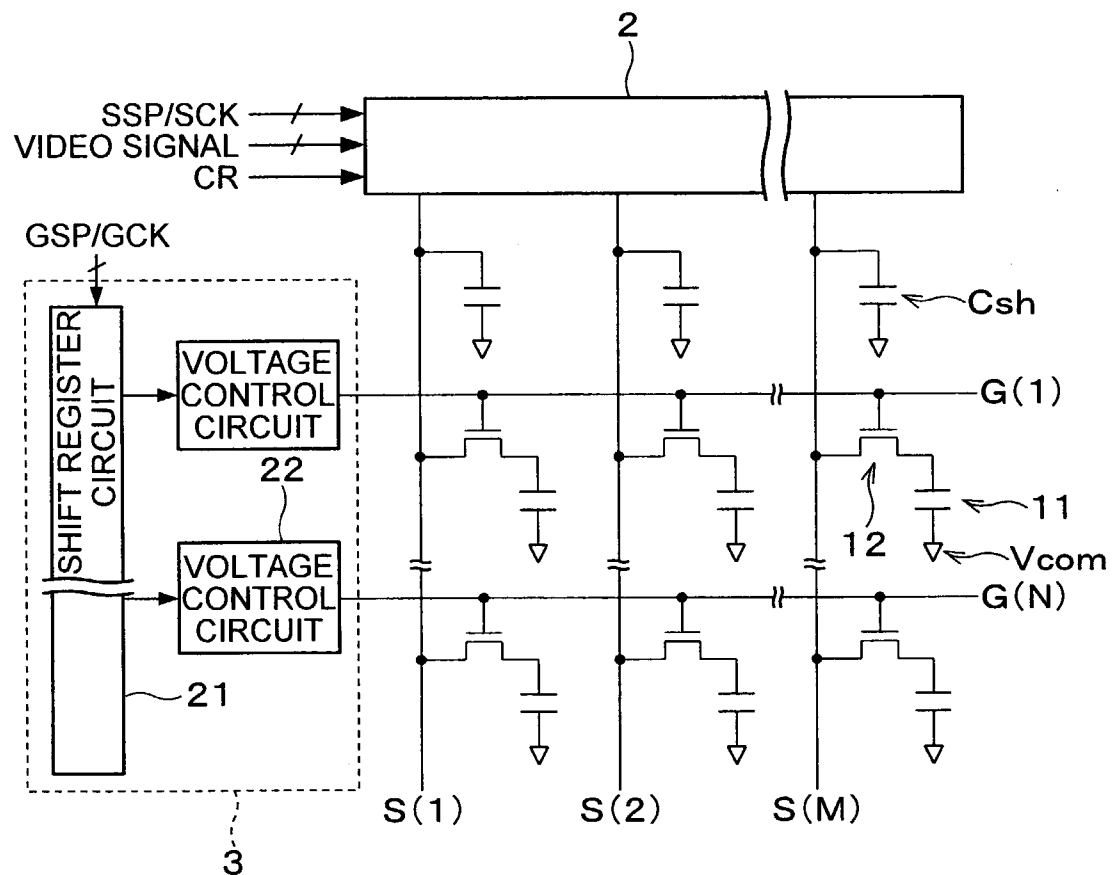 2
SSP/SCK
VIDEO SIGNAL
CR
GSP/GCK
SHIFT REGISTER
CIRCUIT
VOLTAGE
CONTROL
CIRCUIT
Csh
G(1)
22
11
12
Vcom
VOLTAGE
CONTROL
CIRCUIT
G(N)
21
S(1)
S(2)
S(M)
3